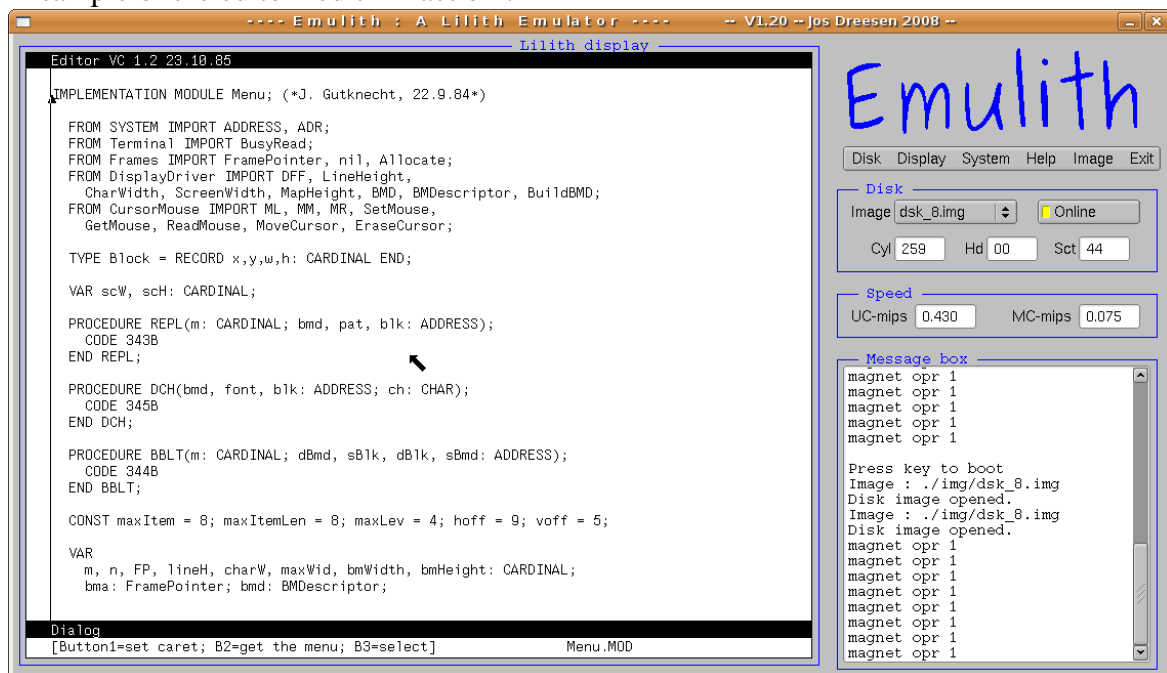 ---- Emulith : A Lilith Emulator ---- -- V1.20 -- Jos Dreesen 2008 --
Lilith display
Editor VC 1.2 23.10.85
IMPLEMENTATION MODULE Menu; (*J. Gutknecht, 22.9.84*)
FROM SYSTEM IMPORT ADDRESS, ADR;
FROM Terminal IMPORT BusyRead;
FROM Frames IMPORT FramePointer, nil, Allocate;
FROM DisplayDriver IMPORT DFF, LineHeight,
CharWidth, ScreenWidth, MapHeight, BMD, BMDescriptor, BuildBMD;
FROM CursorMouse IMPORT ML, MM, MR, SetMouse,
GetMouse, ReadMouse, MoveCursor, EraseCursor;
TYPE Block = RECORD x,y,w,h: CARDINAL END;
VAR scW, scH: CARDINAL;
PROCEDURE REPL(m: CARDINAL; bmd, pat, blk: ADDRESS);
CODE 343B
END REPL;
PROCEDURE DCH(bmd, font, blk: ADDRESS; ch: CHAR);
CODE 345B
END DCH;
PROCEDURE BBLT(m: CARDINAL; dBmd, sBlk, dBlk, sBmd: ADDRESS);
CODE 344B
END BBLT;
CONST maxItem = 8; maxItemLen = 8; maxLev = 4; hoff = 9; voff = 5;
VAR
m, n, FP, lineH, charW, maxWid, bmWidth, bmHeight: CARDINAL;
bma: FramePointer; bmd: BMDescriptor;
Dialog
[Button1=set caret; B2=get the menu; B3=select] Menu.MOD
Emulith
Disk Display System Help Image Exit
Disk
Image dsk_8.img Online
Cyl 259 Hd 00 Sct 44
Speed
UC-mips 0.430 MC-mips 0.075
Message box
magnet opr 1
magnet opr 1
magnet opr 1
magnet opr 1
magnet opr 1
Press key to boot
Image : ./img/dsk_8.img
Disk image opened.
Image : ./img/dsk_8.img
Disk image opened.
magnet opr 1
magnet opr 1
magnet opr 1
magnet opr 1
magnet opr 1
magnet opr 1
magnet opr 1
magnet opr 1